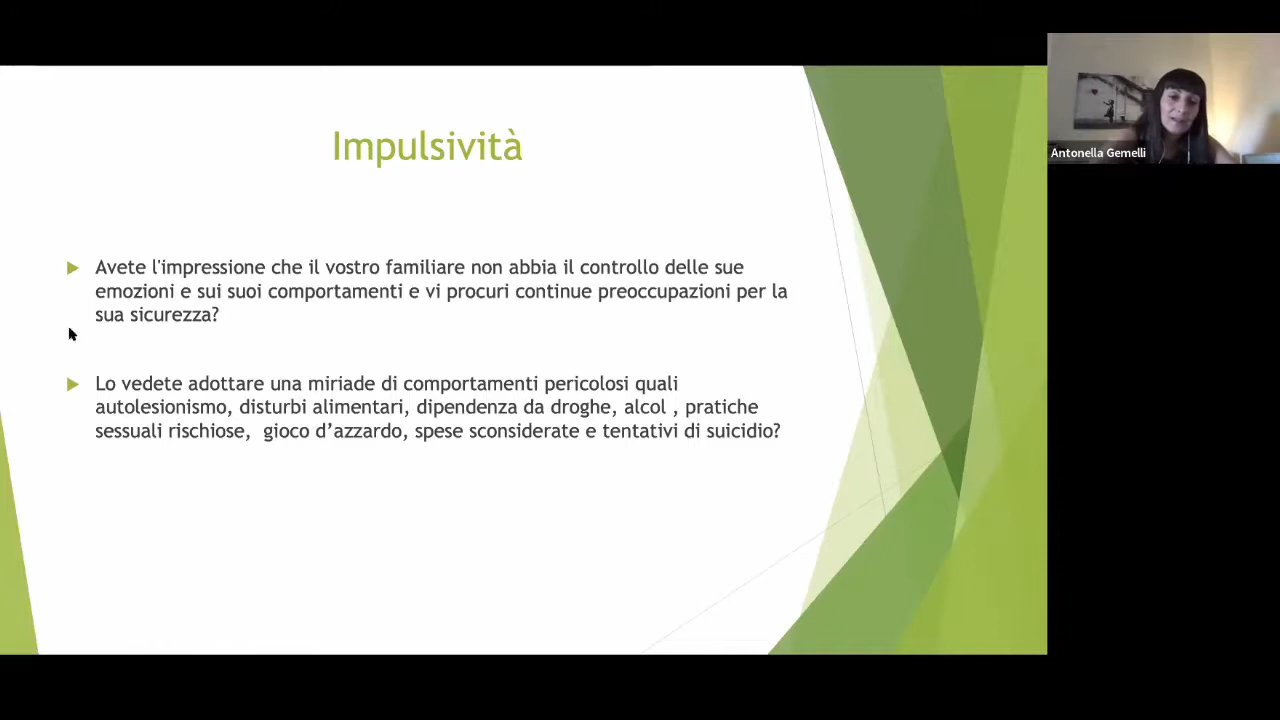 Impulsività
Avete l'impressione che il vostro familiare non abbia il controllo delle sue
emozioni e sui suoi comportamenti e vi procuri continue preoccupazioni per la
sua sicurezza?
Lo vedete adottare una miriade di comportamenti pericolosi quali
autolesionismo, disturbi alimentari, dipendenza da droghe, alcol , pratiche
sessuali rischiose,  gioco d’azzardo, spese sconsiderate e tentativi di suicidio?
Antonella Gemelli